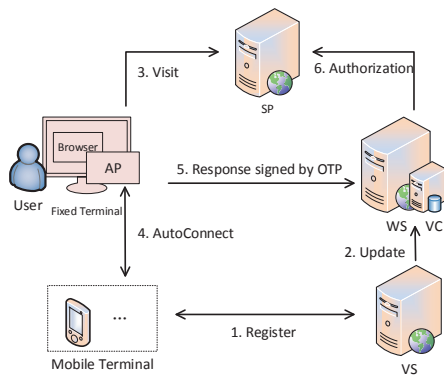 3. Visit
6. Authorization
SP
Browser
AP
5. Response signed by OTP
User
Fixed Terminal
WS
VC
4. AutoConnect
2. Update
...
1. Register
Mobile Terminal
VS